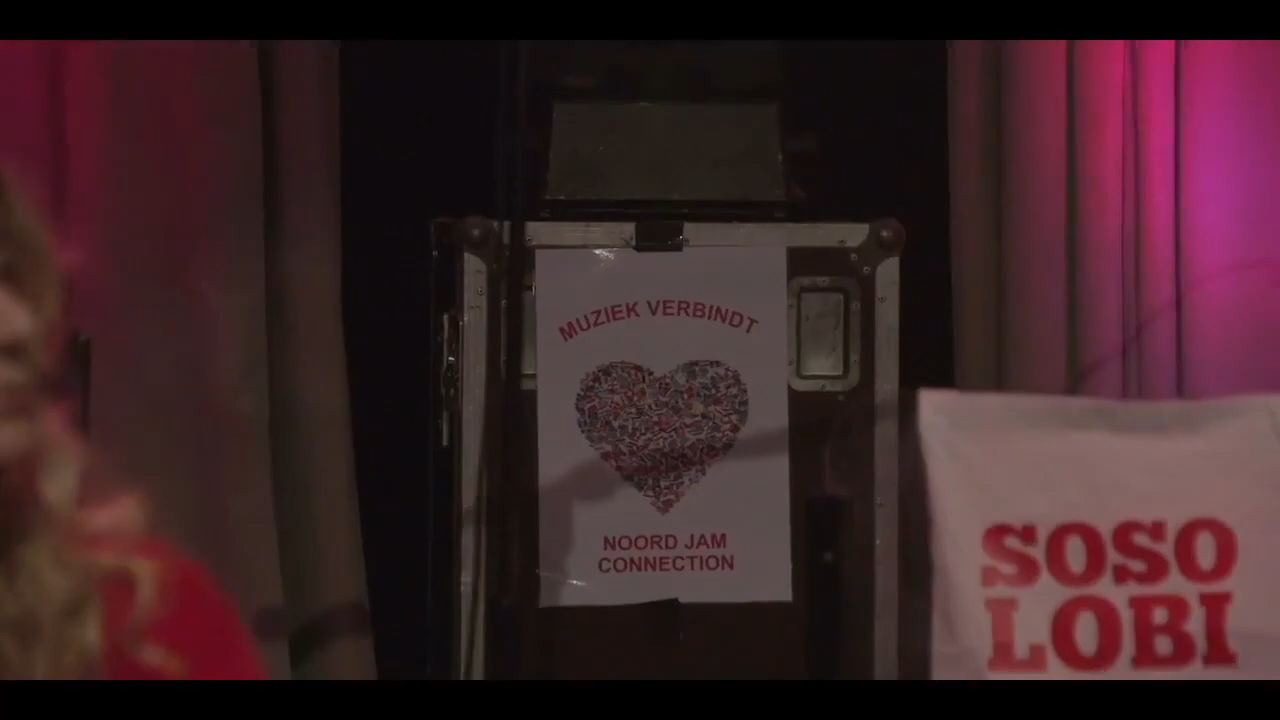 MUZIEK VERBINDT
NOORD JAM
CONNECTION
SOSO
LOBI